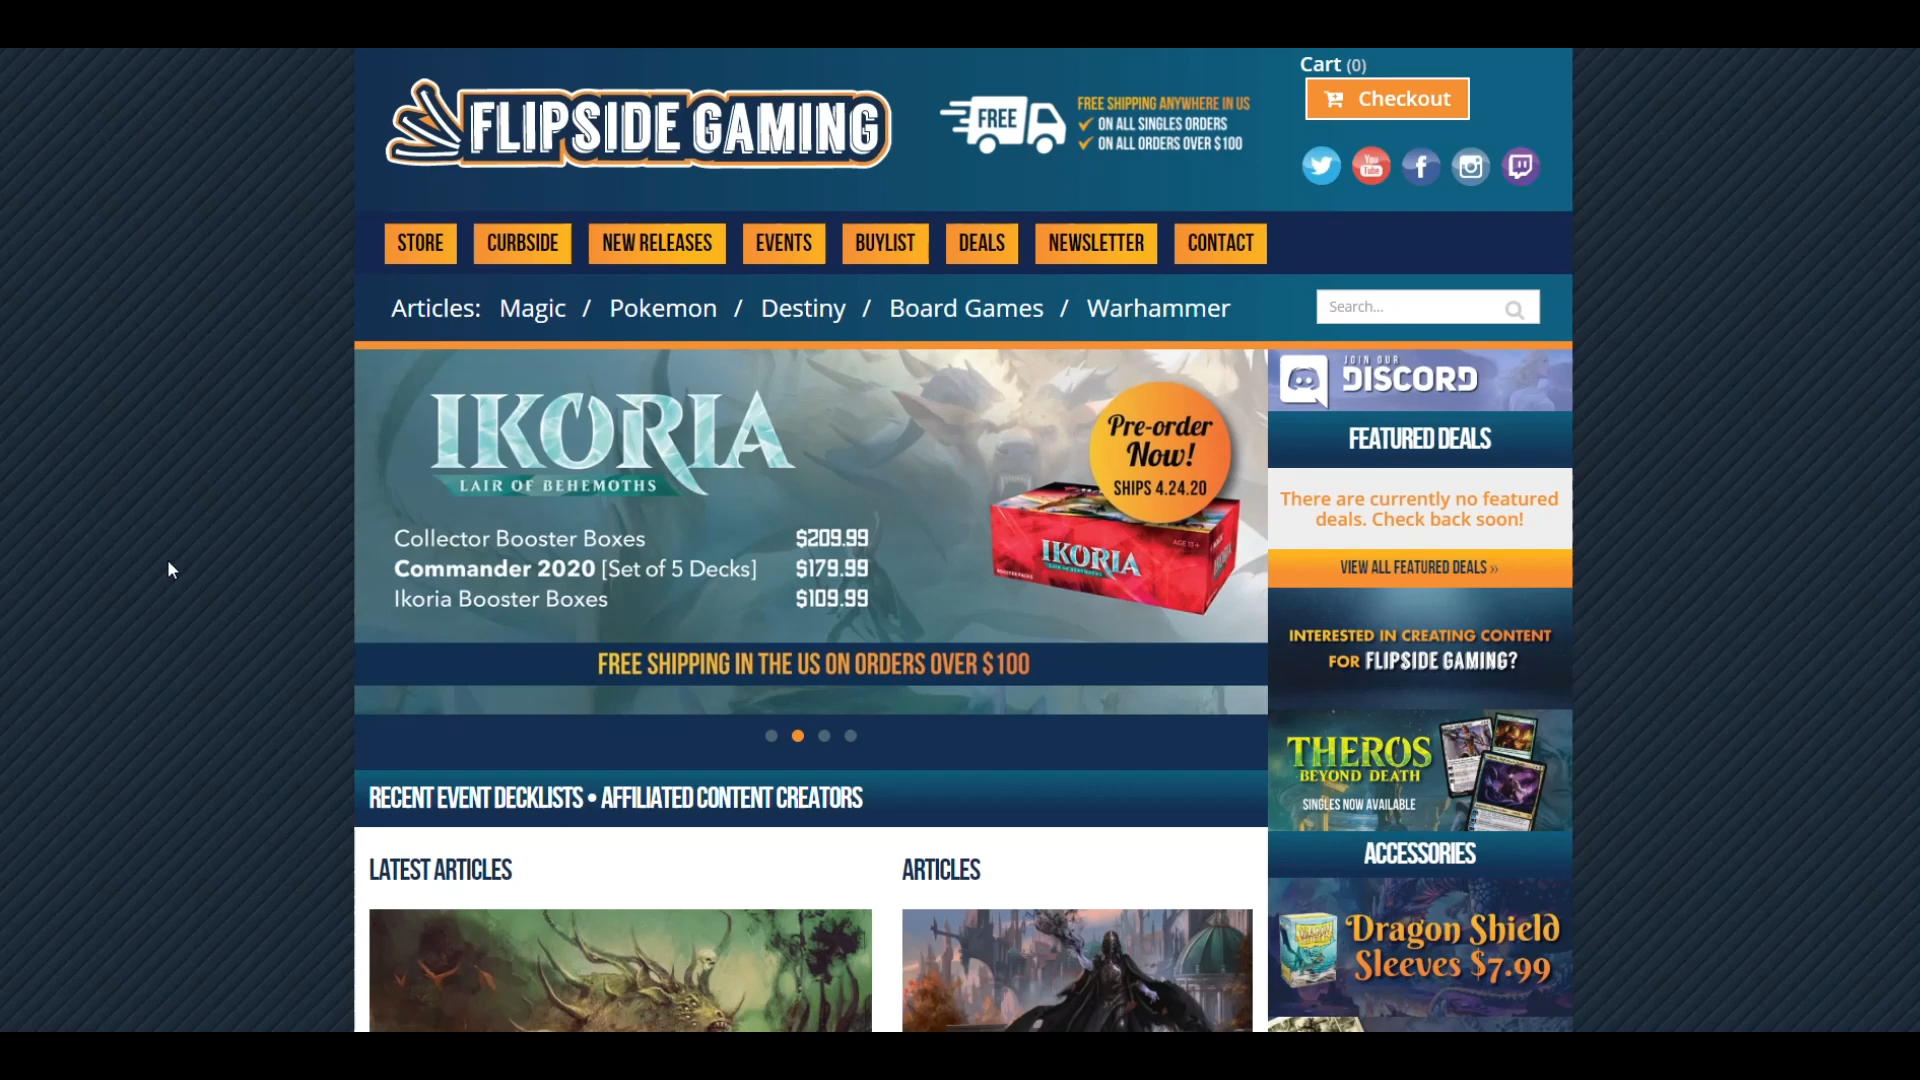 Cart (0)
Checkout
FLIPSIDE GAMING
FREE
FREE SHIPPING ANYWHERE IN US
ON ALL SINGLES ORDERS
ON ALL ORDERS OVER $100
You
Tube
STORE
CURBSIDE
NEW RELEASES
EVENTS
BUYLIST
DEALS
NEWSLETTER
CONTACT
Articles: Magic / Pokemon / Destiny / Board Games / Warhammer
Search...
IKORIA
LAIR OF BEHEMOTHS
Pre-order
Now!
SHIPS 4.24.20
Collector Booster Boxes $209.99
Commander 2020 [Set of 5 Decks] $179.99
Ikoria Booster Boxes $109.99
IKORIA
FREE SHIPPING IN THE US ON ORDERS OVER $100
JOIN OUR
DISCORD
FEATURED DEALS
There are currently no featured
deals. Check back soon!
VIEW ALL FEATURED DEALS »
INTERESTED IN CREATING CONTENT
FOR FLIPSIDE GAMING?
THEROS
BEYOND DEATH
SINGLES NOW AVAILABLE
ACCESSORIES
Dragon Shield
Sleeves $7.99
RECENT EVENT DECKLISTS • AFFILIATED CONTENT CREATORS
LATEST ARTICLES
ARTICLES